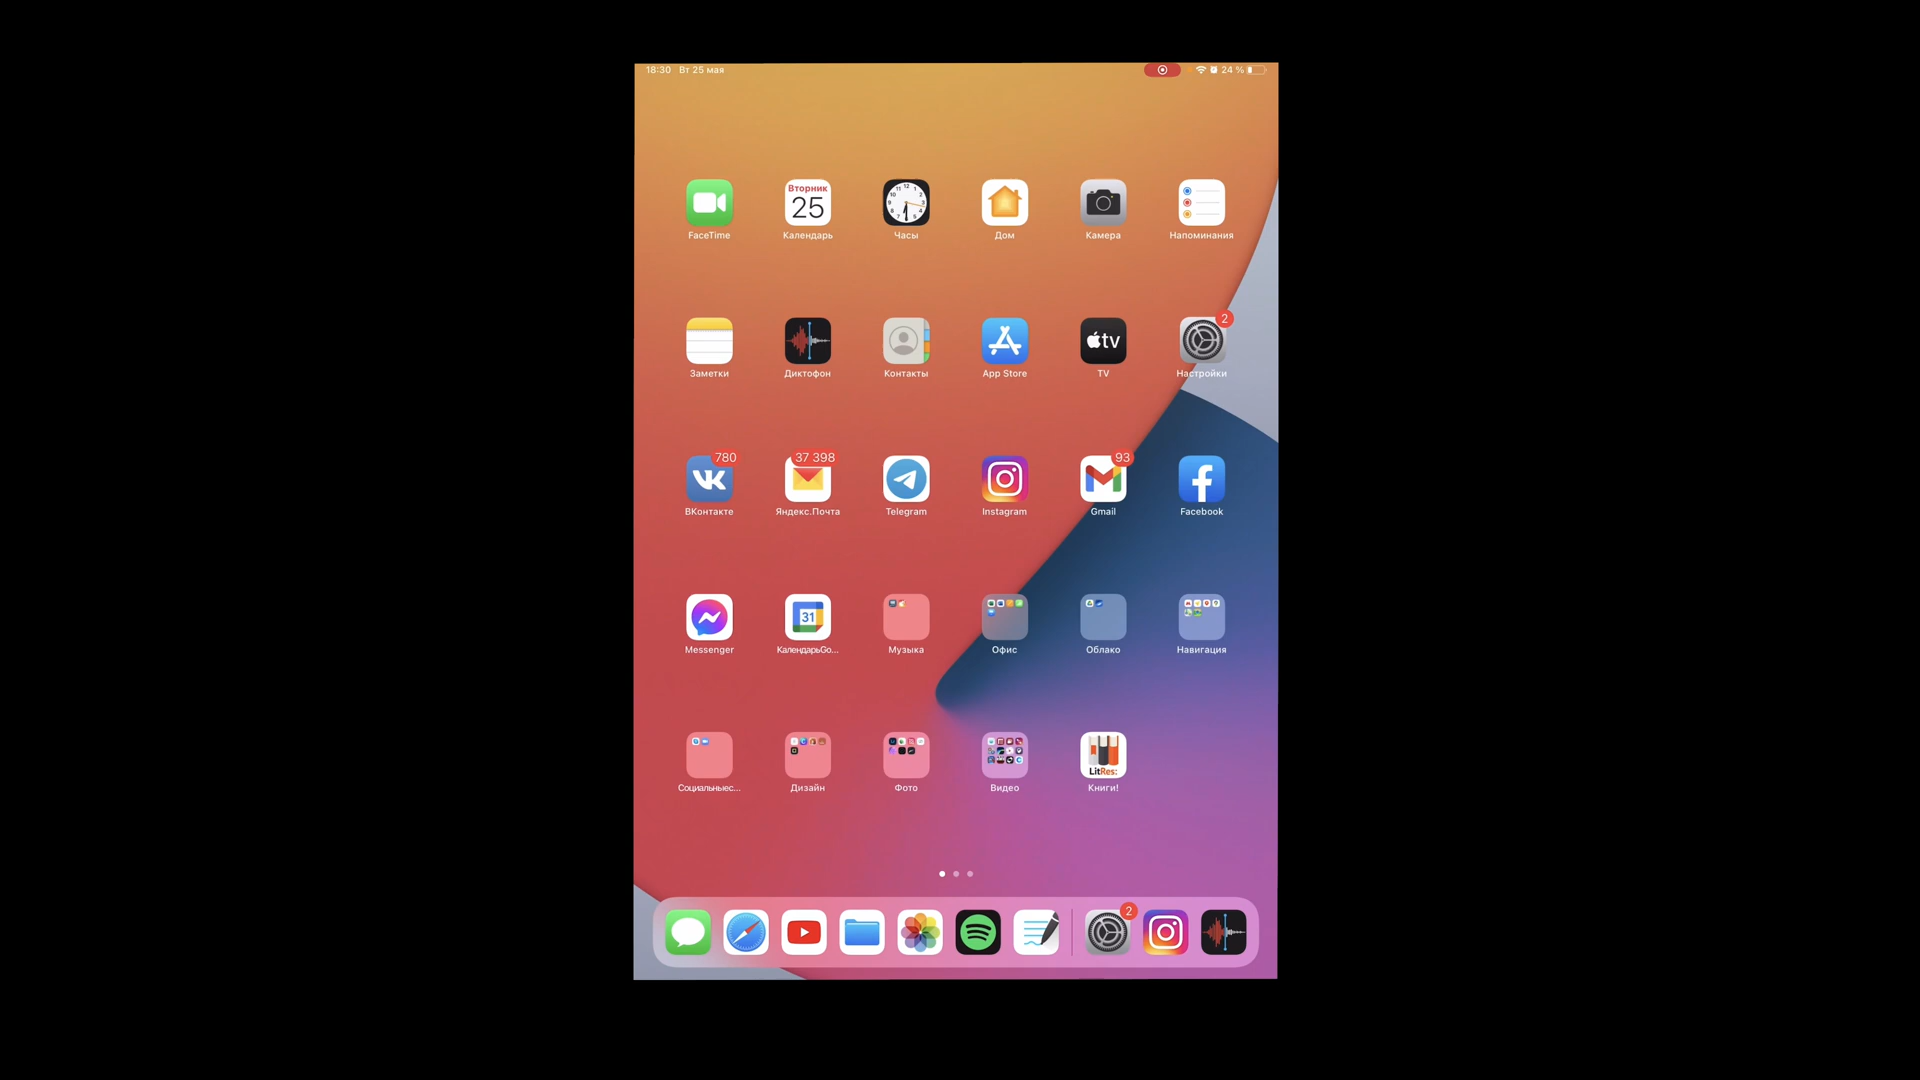 18:30 Вт 25 мая
24 %
Вторник
25
FaceTime
Календарь
Часы
Дом
Камера
Напоминания
tv
2
Заметки
Диктофон
Контакты
App Store
TV
Настройки
780
37 398
93
ВКонтакте
Яндекс.Почта
Telegram
Instagram
Gmail
Facebook
31
Messenger
КалендарьGo...
Музыка
Офис
Облако
Навигация
LitRes:
Социальныес...
Дизайн
Фото
Видео
Книги!
2